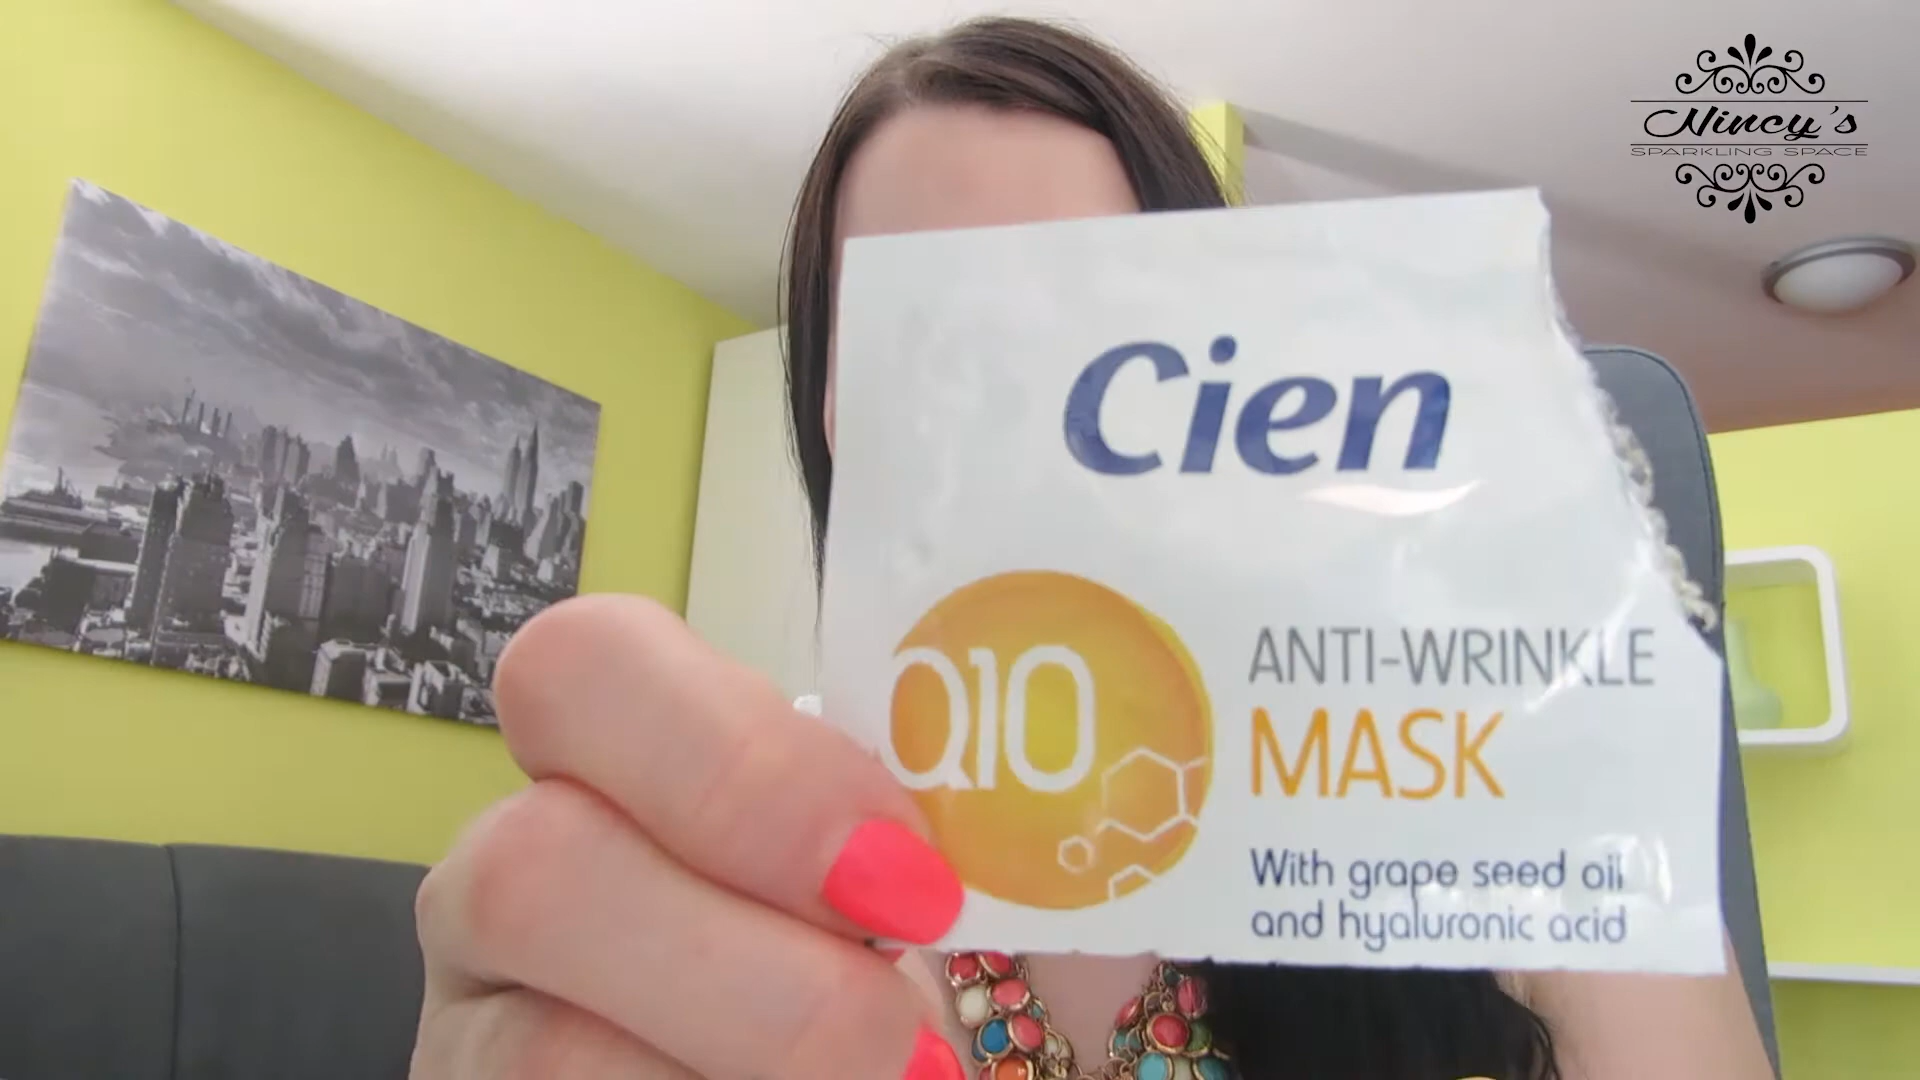 Nincy's
SPARKLING SPACE
Cien
Q10
ANTI-WRINKLE
MASK
With grape seed oil
and hyaluronic acid